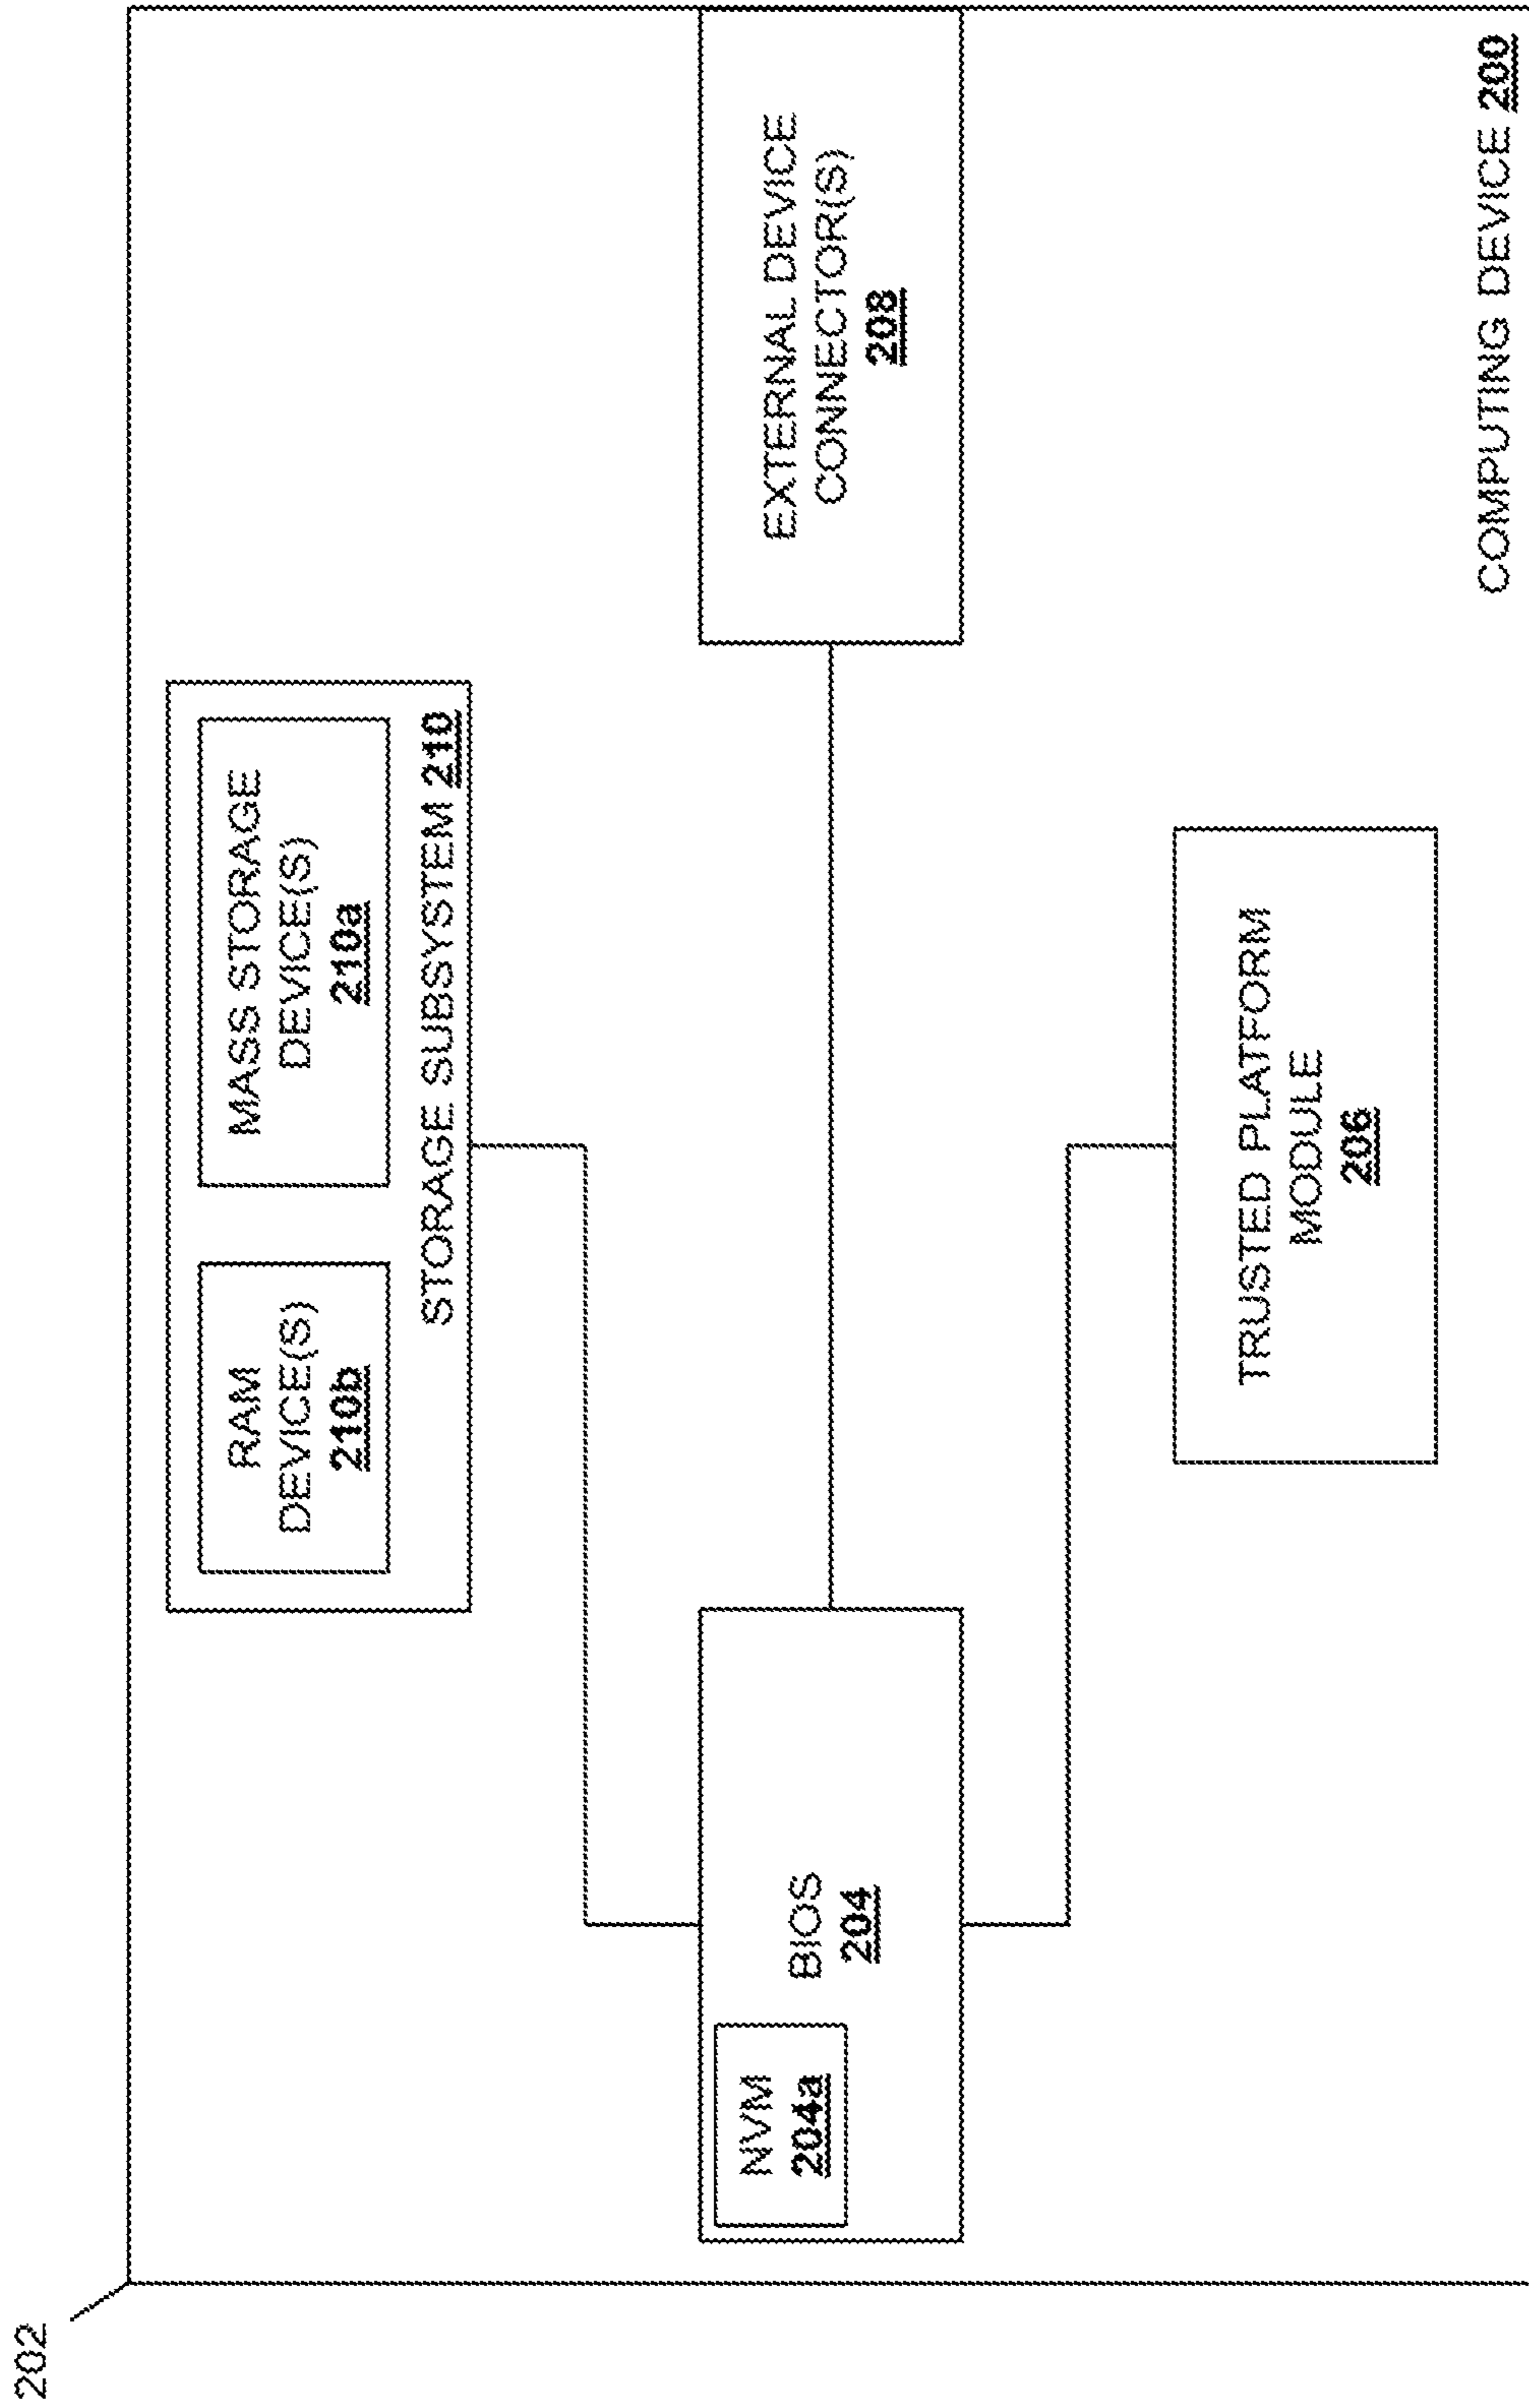 202
RAM
DEVICE(S)
210b
MASS STORAGE
DEVICE(S)
210a
STORAGE SUBSYSTEM 210
NVM
204a
BIOS
204
EXTERNAL DEVICE
CONNECTOR(S)
208
TRUSTED PLATFORM
MODULE
206
COMPUTING DEVICE 200